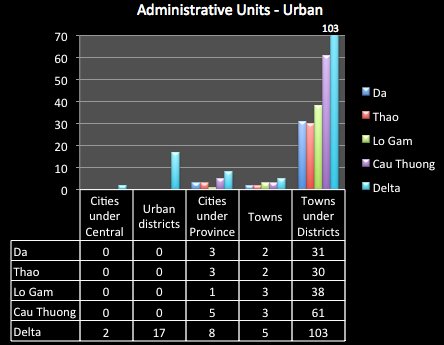 Administrative Units - Urban
103
70
60
50
40
30
20
10
0
Da
Thao
Lo Gam
Cau Thuong
Delta
Cities under Central
Urban districts
Cities under Province
Towns
Towns under Districts
Da 0 0 3 2 31
Thao 0 0 3 2 30
Lo Gam 0 0 1 3 38
Cau Thuong 0 0 5 3 61
Delta 2 17 8 5 103